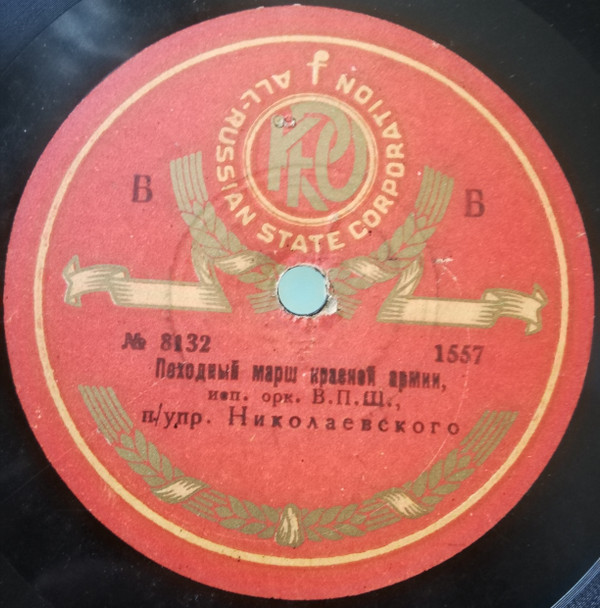 ALL-RUSSIAN STATE CORPORATION
В В
№ 8132 1557
Походный марш красной армии,
исп. орк. В.П.Щ.,
п/упр. Николаевского